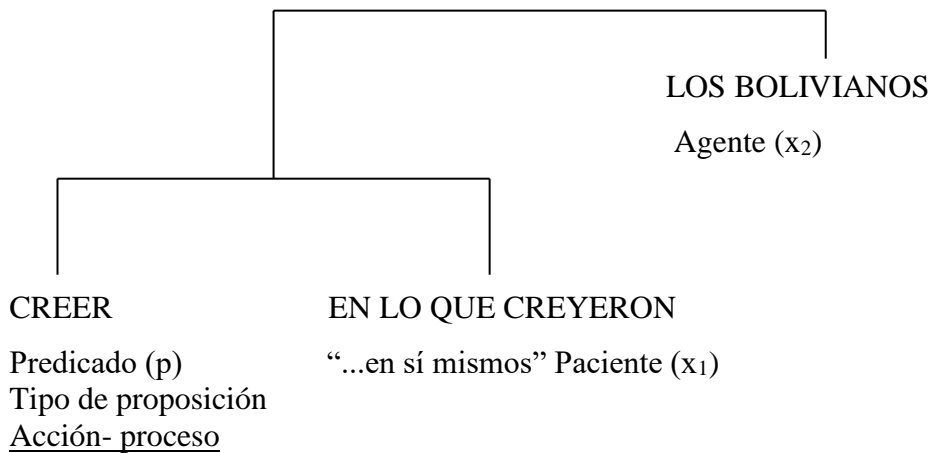 LOS BOLIVIANOS
Agente (x₂)
CREER EN LO QUE CREYERON
Predicado (p) “...en sí mismos” Paciente (x₁)
Tipo de proposición
Acción- proceso